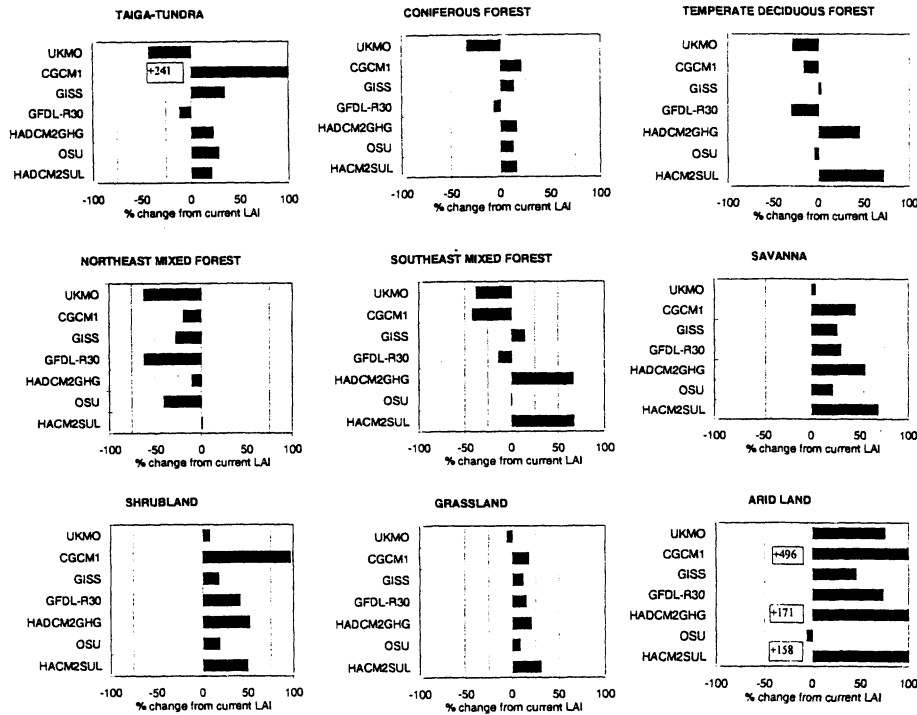 TAIGA-TUNDRA
UKMO
CGCM1
+241
GISS
GFDL-R30
HADCM2GHG
OSU
HADCM2SUL
-100 -50 0 50 100
% change from current LAI
CONIFEROUS FOREST
UKMO
CGCM1
GISS
GFDL-R30
HADCM2GHG
OSU
HACM2SUL
-100 -50 0 50 100
% change from current LAI
TEMPERATE DECIDUOUS FOREST
UKMO
CGCM1
GISS
GFDL-R30
HADCM2GHG
OSU
HACM2SUL
-100 -50 0 50 100
% change from current LAI
NORTHEAST MIXED FOREST
UKMO
CGCM1
GISS
GFDL-R30
HADCM2GHG
OSU
HACM2SUL
-100 -50 0 50 100
% change from current LAI
SOUTHEAST MIXED FOREST
UKMO
CGCM1
GISS
GFDL-R30
HADCM2GHG
OSU
HACM2SUL
-100 -50 0 50 100
% change from current LAI
SAVANNA
UKMO
CGCM1
GISS
GFDL-R30
HADCM2GHG
OSU
HACM2SUL
-100 -50 0 50 100
% change from current LAI
SHRUBLAND
UKMO
CGCM1
GISS
GFDL-R30
HADCM2GHG
OSU
HACM2SUL
-100 -50 0 50 100
% change from current LAI
GRASSLAND
UKMO
CGCM1
GISS
GFDL-R30
HADCM2GHG
OSU
HACM2SUL
-100 -50 0 50 100
% change from current LAI
ARID LAND
UKMO
CGCM1
+496
GISS
GFDL-R30
HADCM2GHG
+171
OSU
HACM2SUL
+158
-100 -50 0 50 100
% change from current LAI